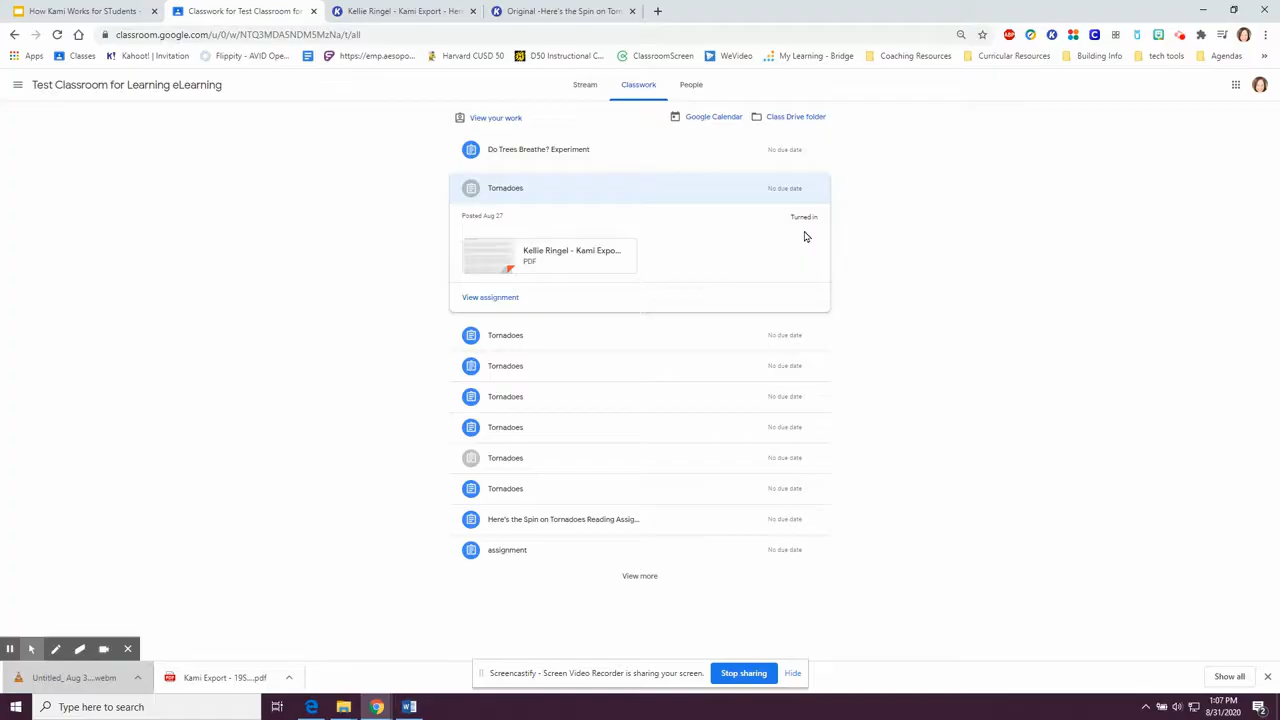 How Kami Works for STudents -
Classwork for Test Classroom for
Kellie Ringel - Kami Export - Her
Original -Here's the Spin on Torn
classroom.google.com/u/0/w/NTQ3MDA5NDM5MzNa/t/all
Apps
Classes
Kahoot! | Invitation
Flippity - AVID Ope...
http--emp.aesopo...
Harvard CUSD 50
D50 Instructional C...
ClassroomScreen
WeVideo
My Learning - Bridge
Coaching Resources
Curricular Resources
Building Info
tech tools
Agendas
Test Classroom for Learning eLearning
Stream
Classwork
People
View your work
Google Calendar
Class Drive folder
Do Trees Breathe? Experiment
No due date
Tornadoes
No due date
Posted Aug 27
Turned in
Kellie Ringel - Kami Expo...
PDF
View assignment
Tornadoes
No due date
Tornadoes
No due date
Tornadoes
No due date
Tornadoes
No due date
Tornadoes
No due date
Tornadoes
No due date
Here's the Spin on Tornadoes Reading Assig...
No due date
assignment
No due date
View more
Screencastify - Screen Video Recorder is sharing your screen.
Stop sharing
Hide
Kami Export - 19S....pdf
Show all
Type here to search
1:07 PM
8/31/2020
2